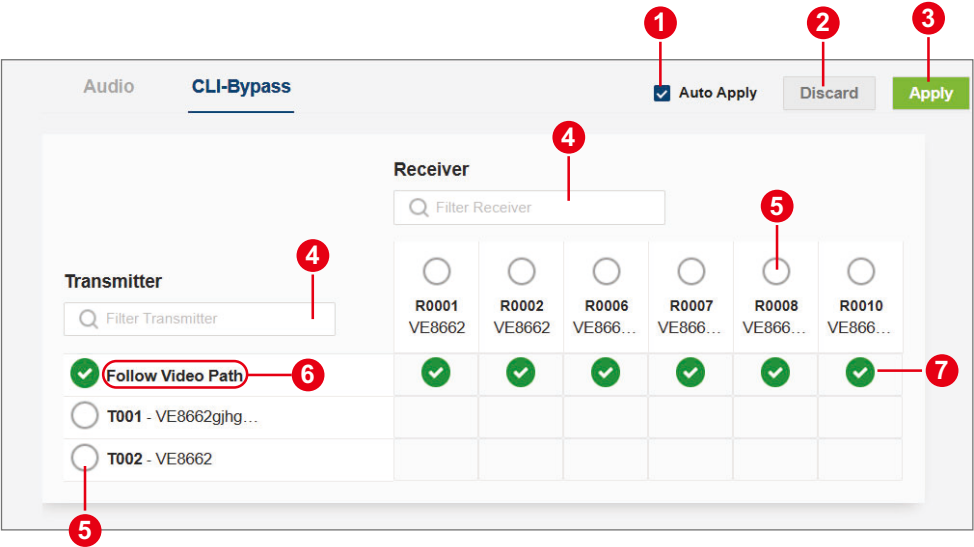 1 2 3
Audio CLI-Bypass Auto Apply Discard Apply
4
Receiver
Filter Receiver 5
4
Transmitter
Filter Transmitter
R0001 R0002 R0006 R0007 R0008 R0010
VE8662 VE8662 VE866... VE866... VE866... VE866...
Follow Video Path 6 7
T001 - VE8662gjhg...
T002 - VE8662
5